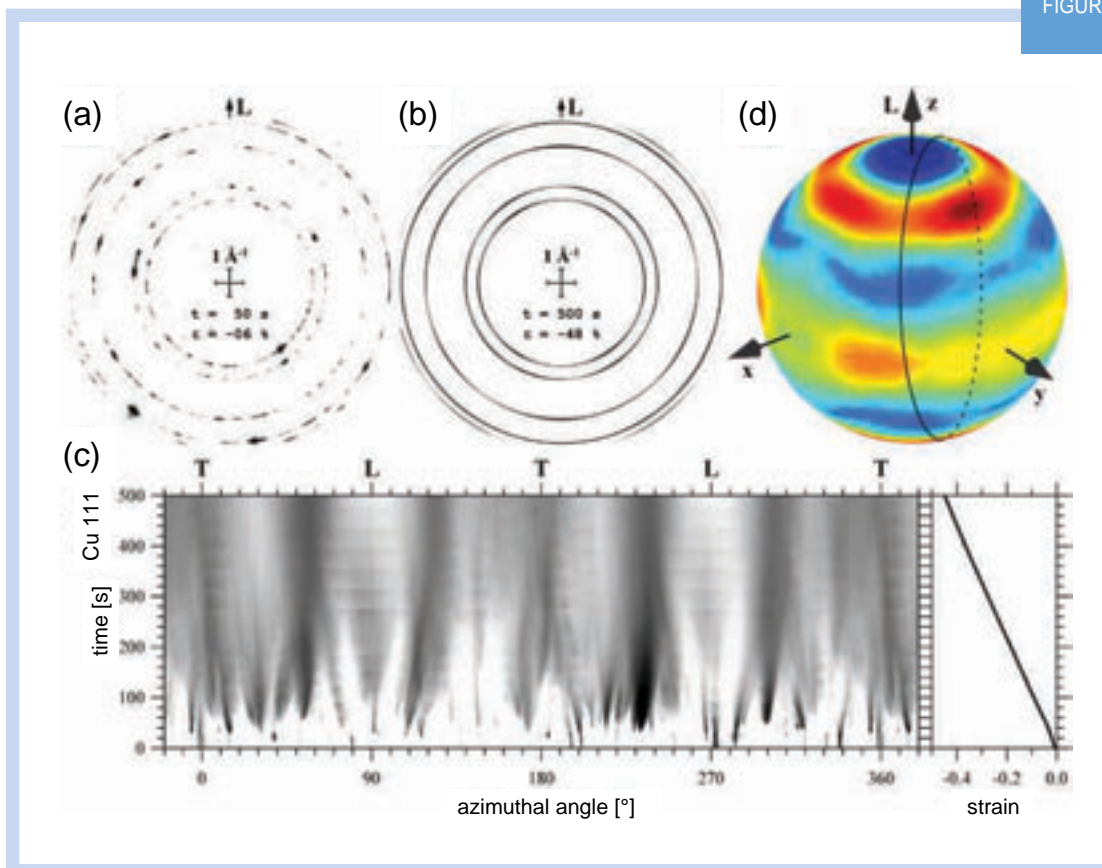 FIGUR
(a) L
1 Å⁻¹
t = 50 s
ε = -06 %
(b) L
1 Å⁻¹
t = 500 s
ε = -48 %
(d) L z
x
y
(c) T L T L T
Cu 111
time [s]
500
400
300
200
100
0
0 90 180 270 360
azimuthal angle [°]
-0.4 -0.2 0.0
strain